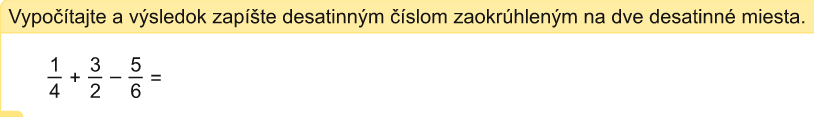 Vypočítajte a výsledok zapíšte desatinným číslom zaokrúhleným na dve desatinné miesta.
1/4 + 3/2 − 5/6 =